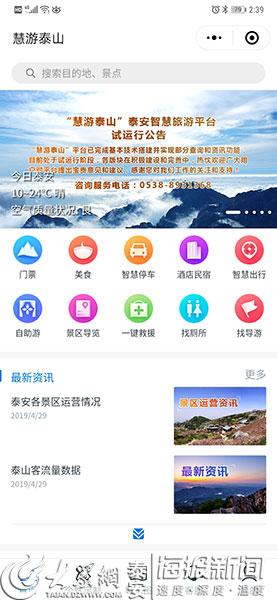 2:39
慧游泰山
搜索目的地、景点
“慧游泰山”泰安智慧旅游平台
试运行公告
“慧游泰山”平台已完成基本技术搭建并实现部分查询和资讯功能
目前处于试运行阶段，各版块在积极建设和完善中，热忱欢迎广大用
户对平台提出宝贵意见和建议，感谢您对我们工作的关注和支持！
咨询服务电话：0538-8931368
今日泰安
10~24℃ 晴
空气质量状况 良
门票
美食
智慧停车
酒店民宿
智慧出行
自助游
景区导览
一键救援
找厕所
找导游
最新资讯
更多
泰安各景区运营情况
2019/4/29
景区运营资讯
泰山客流量数据
2019/4/29
最新资讯
大众網 泰安
海报新闻
TAIAN.DZWWW.COM
速度·深度·温度